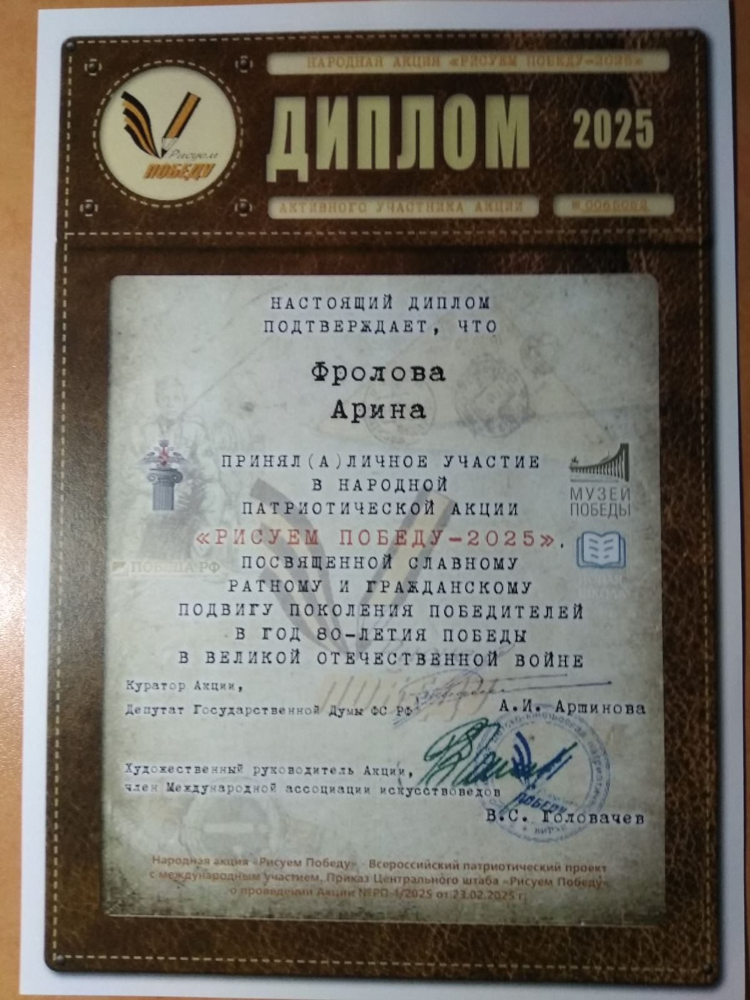 НАРОДНАЯ АКЦИЯ «РИСУЕМ ПОБЕДУ-2025»
ДИПЛОМ 2025
Рисуем
ПОБЕДУ
АКТИВНОГО УЧАСТНИКА АКЦИИ
НАСТОЯЩИЙ ДИПЛОМ
ПОДТВЕРЖДАЕТ, ЧТО
Фролова
Арина
ПРИНЯЛ(А)ЛИЧНОЕ УЧАСТИЕ
В НАРОДНОЙ
ПАТРИОТИЧЕСКОЙ АКЦИИ
«РИСУЕМ ПОБЕДУ-2025»,
ПОСВЯЩЕННОЙ СЛАВНОМУ
РАТНОМУ И ГРАЖДАНСКОМУ
ПОДВИГУ ПОКОЛЕНИЯ ПОБЕДИТЕЛЕЙ
В ГОД 80-ЛЕТИЯ ПОБЕДЫ
В ВЕЛИКОЙ ОТЕЧЕСТВЕННОЙ ВОЙНЕ
МУЗЕЙ
ПОБЕДЫ
НОВАЯ
ШКОЛА
ПОБЕДА РФ
Куратор Акции,
Депутат Государственной Думы ФС РФ
А.И. Аршинова
Художественный руководитель Акции,
член Международной ассоциации искусствоведов
ПОБЕДУ
В.С. Головачев
Народная акция «Рисуем Победу» - Всероссийский патриотический проект
с международным участием. Приказ Центрального штаба «Рисуем Победу»
о проведении Акции №РП-1/2025 от 23.02.2025 г.